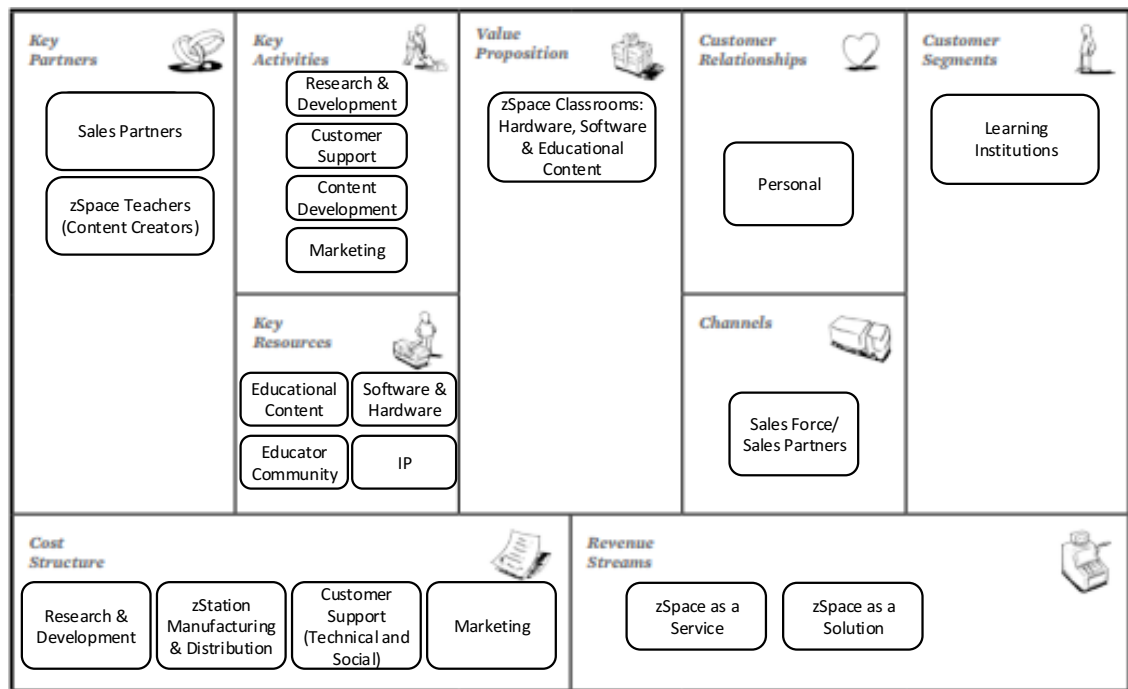 Key
Partners
Sales Partners
zSpace Teachers
(Content Creators)
Key
Activities
Research &
Development
Customer
Support
Content
Development
Marketing
Key
Resources
Educational
Content
Software &
Hardware
Educator
Community
IP
Value
Proposition
zSpace Classrooms:
Hardware, Software
& Educational
Content
Customer
Relationships
Personal
Channels
Sales Force/
Sales Partners
Customer
Segments
Learning
Institutions
Cost
Structure
Research &
Development
zStation
Manufacturing
& Distribution
Customer
Support
(Technical and
Social)
Marketing
Revenue
Streams
zSpace as a
Service
zSpace as a
Solution